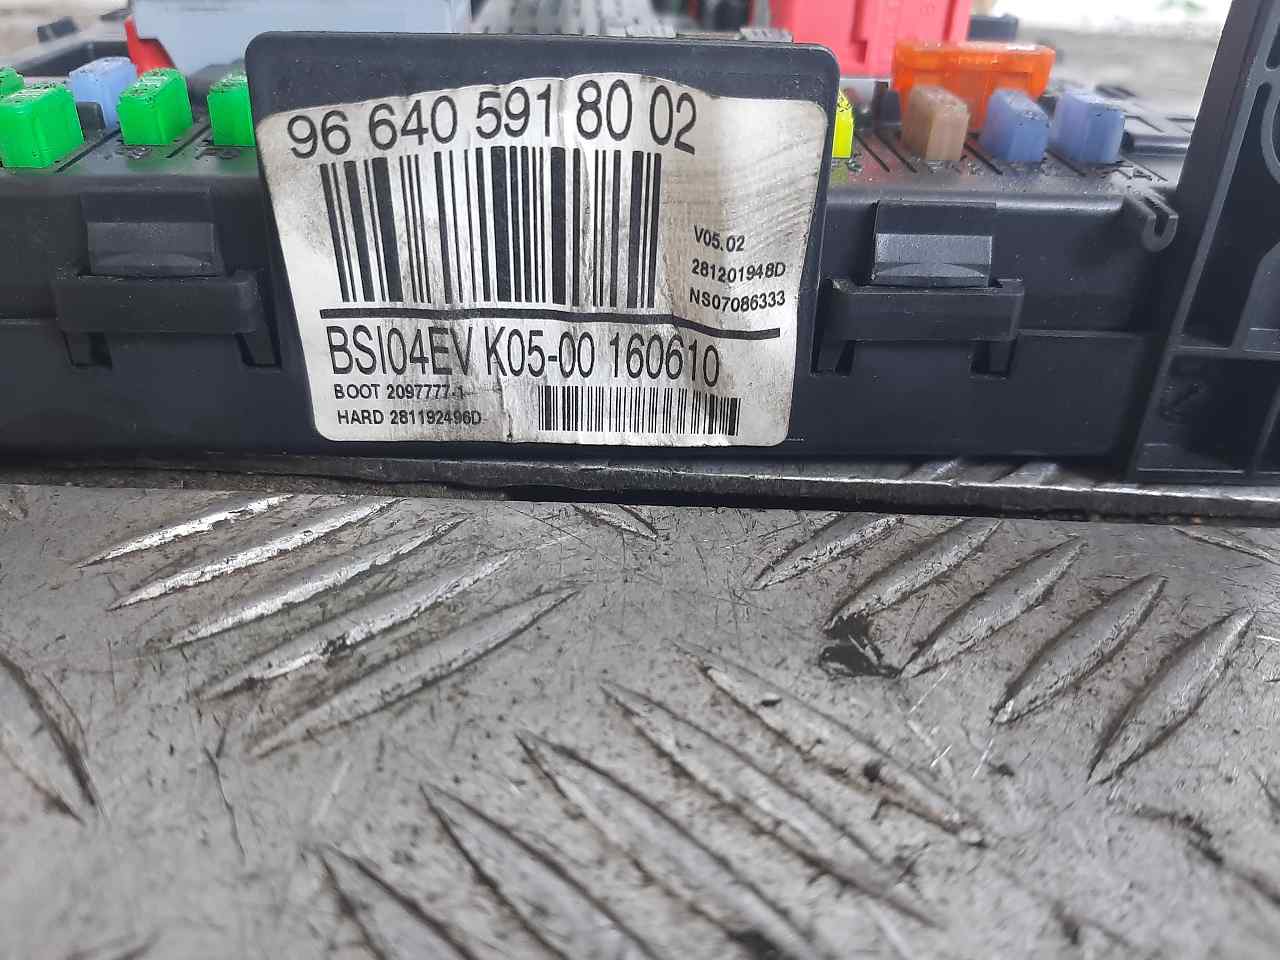 96 640 591 80 02
V05.02
281201948D
NS07086333
BSI04EV K05-00 160610
BOOT 2097777-1
HARD 281192496D